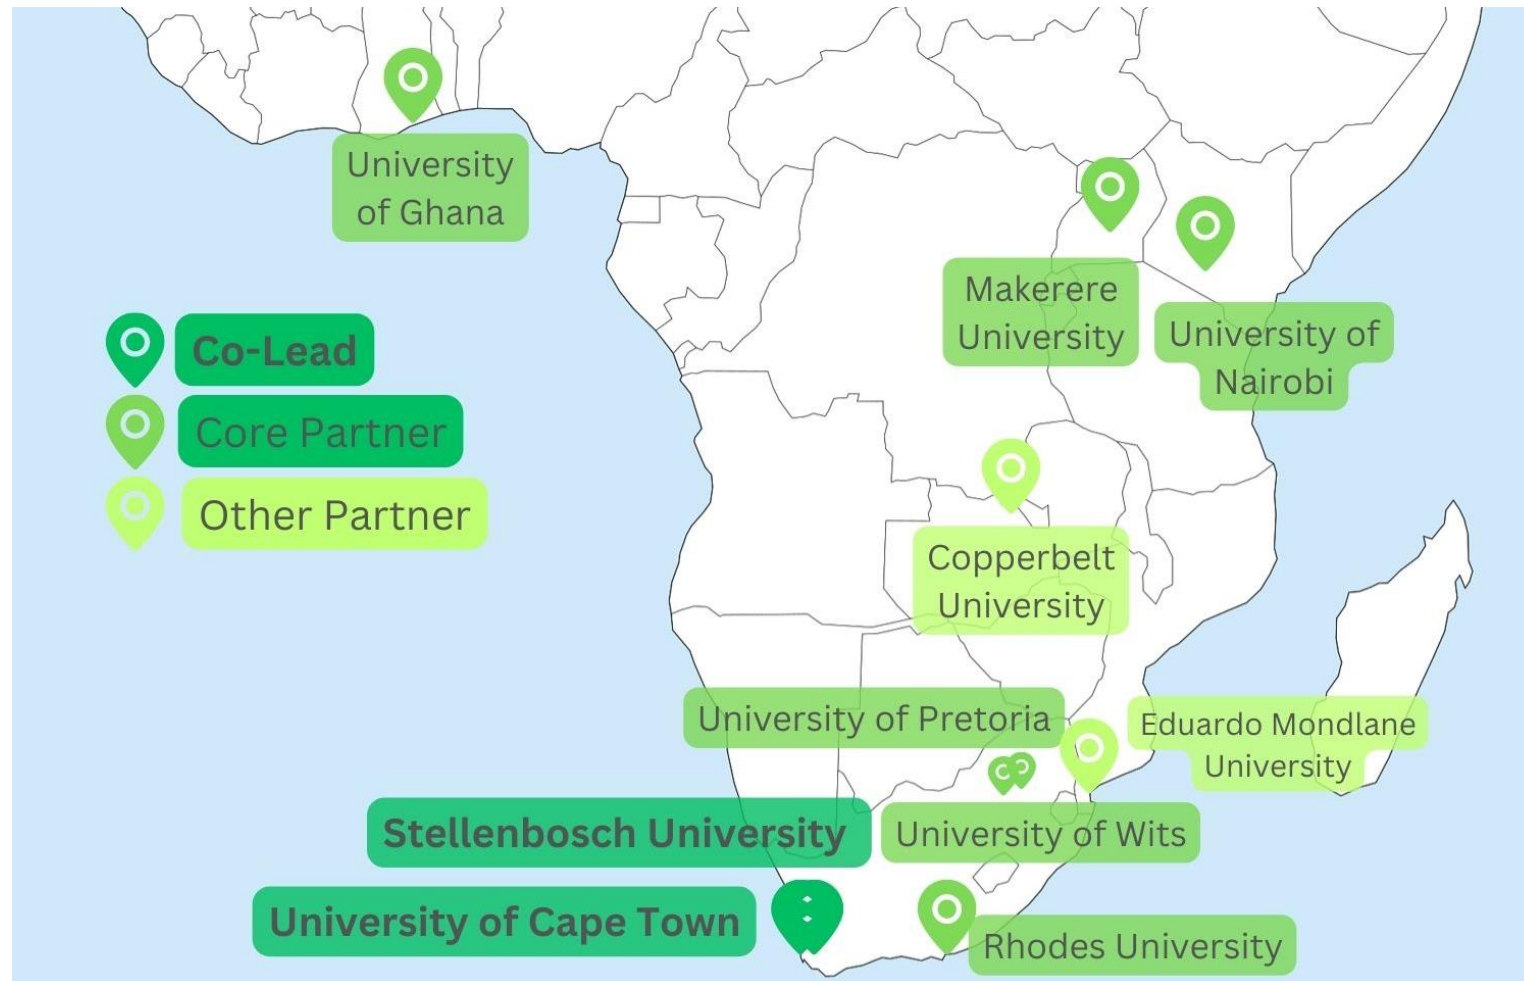 University
of Ghana
Makerere
University
University of
Nairobi
Co-Lead
Core Partner
Other Partner
Copperbelt
University
University of Pretoria
Eduardo Mondlane
University
Stellenbosch University
University of Wits
University of Cape Town
Rhodes University